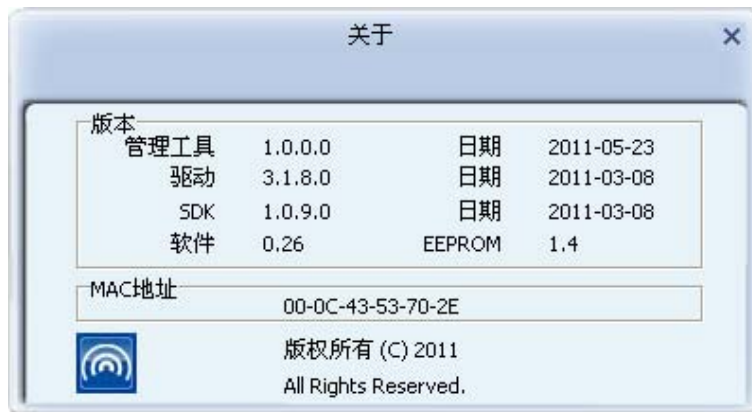 关于
版本
管理工具 1.0.0.0 日期 2011-05-23
驱动 3.1.8.0 日期 2011-03-08
SDK 1.0.9.0 日期 2011-03-08
软件 0.26 EEPROM 1.4
MAC地址
00-0C-43-53-70-2E
版权所有 (C) 2011
All Rights Reserved.